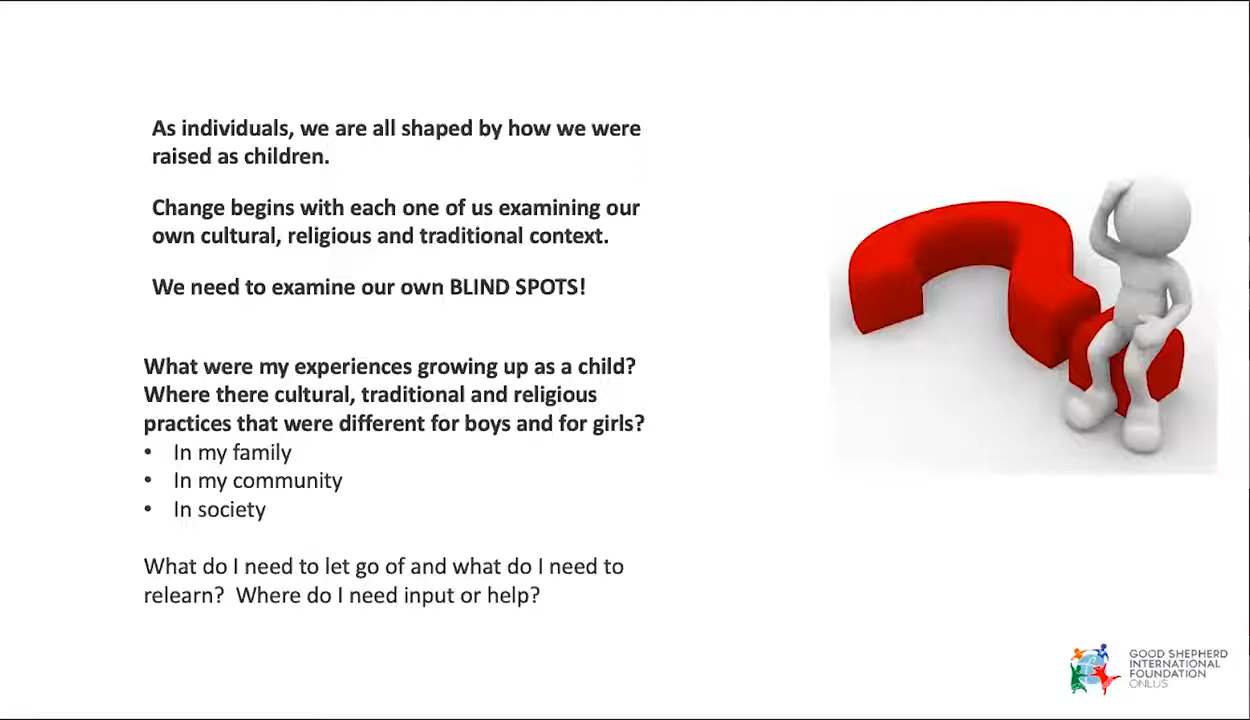 As individuals, we are all shaped by how we were
raised as children.
Change begins with each one of us examining our
own cultural, religious and traditional context.
We need to examine our own BLIND SPOTS!
What were my experiences growing up as a child?
Where there cultural, traditional and religious
practices that were different for boys and for girls?
• In my family
• In my community
• In society
What do I need to let go of and what do I need to
relearn?  Where do I need input or help?
GOOD SHEPHERD
INTERNATIONAL
FOUNDATION
ONLUS